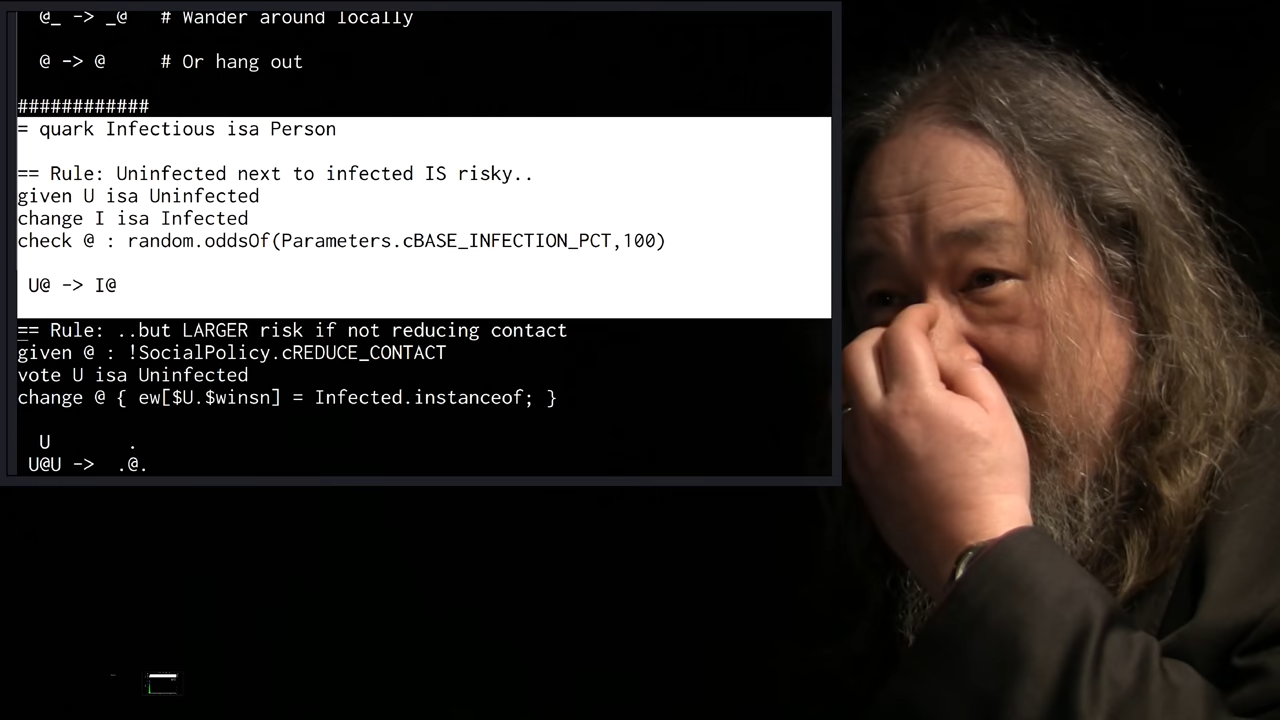 @_ -> _@   # Wander around locally
@ -> @     # Or hang out
############
= quark Infectious isa Person
== Rule: Uninfected next to infected IS risky..
given U isa Uninfected
change I isa Infected
check @ : random.oddsOf(Parameters.cBASE_INFECTION_PCT,100)
U@ -> I@
== Rule: ..but LARGER risk if not reducing contact
given @ : !SocialPolicy.cREDUCE_CONTACT
vote U isa Uninfected
change @ { ew[$U.$winsn] = Infected.instanceof; }
U       .
U@U ->  .@.